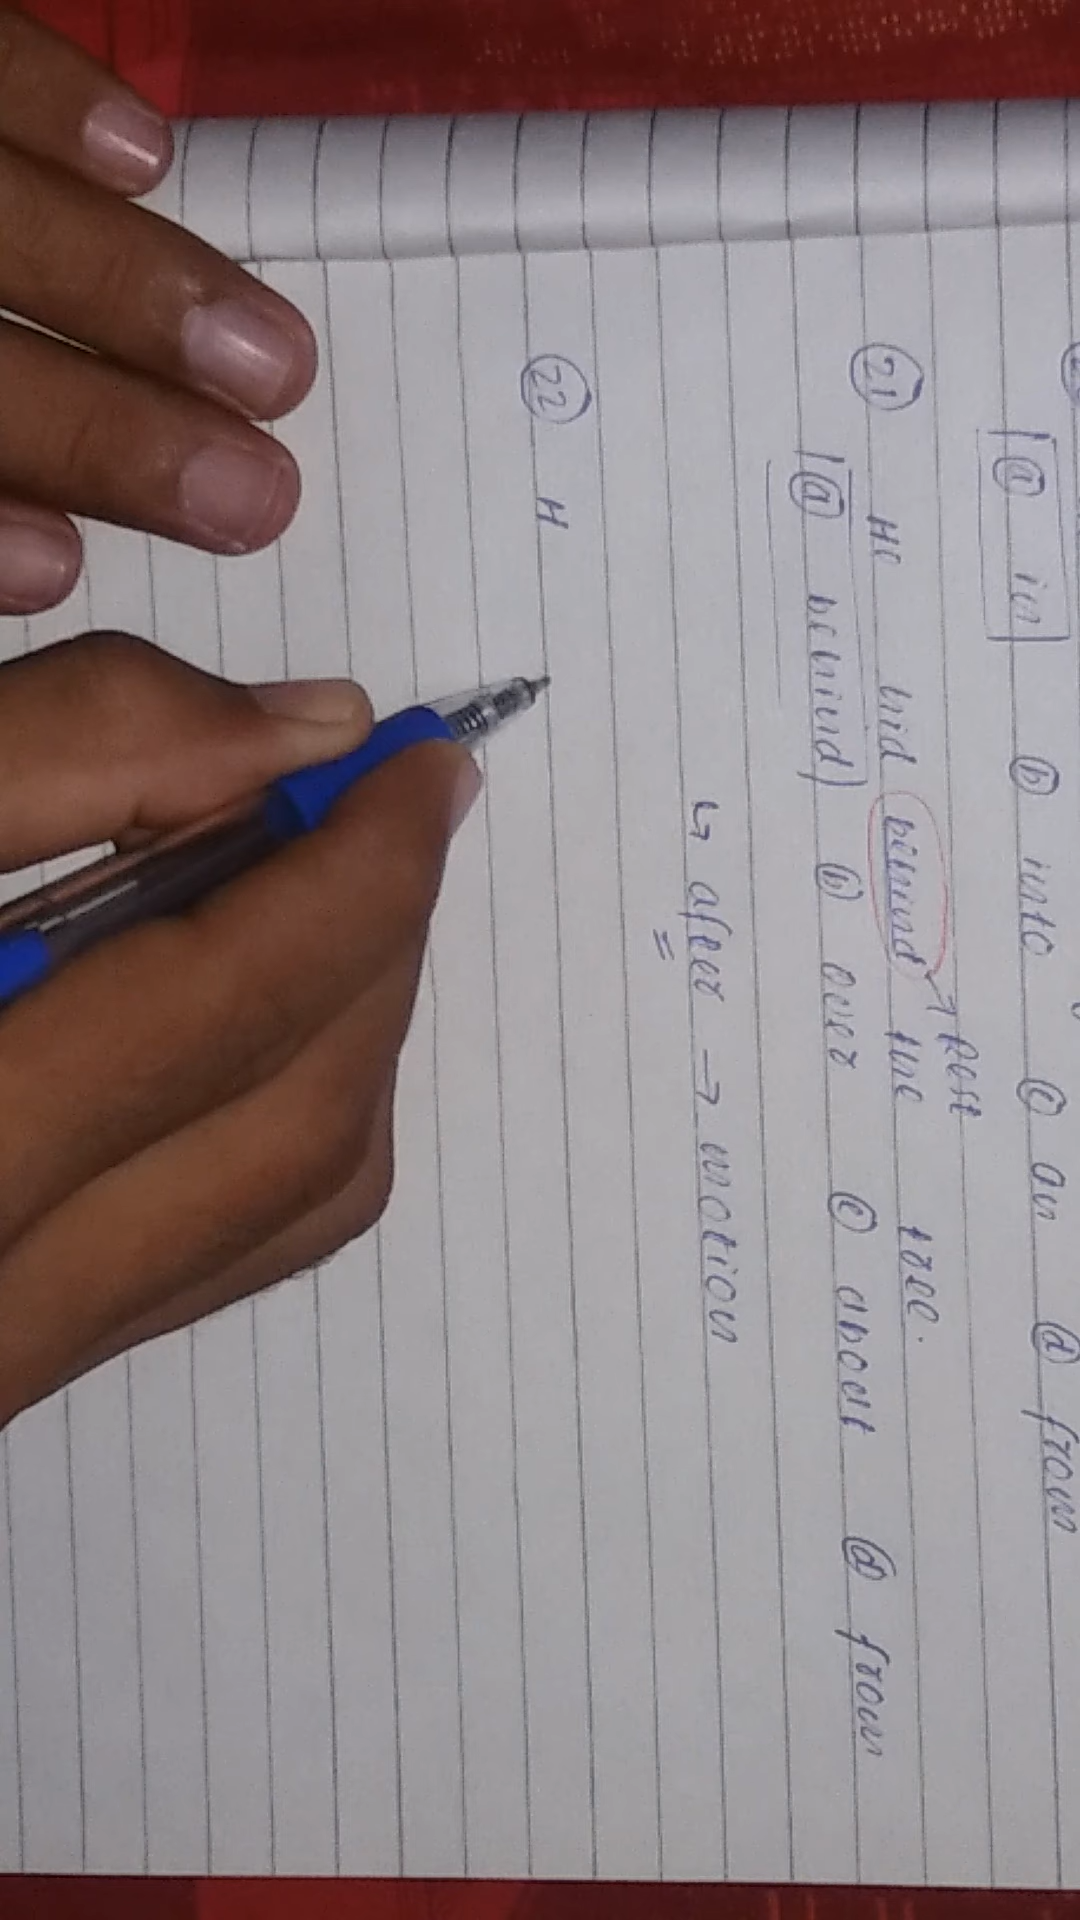 ⓐ in ⓑ into ⓒ on ⓓ from
→ Rest
㉑ He hid behind the tree.
ⓐ behind ⓑ over ⓒ about ⓓ from
↳ after → motion
㉒ H